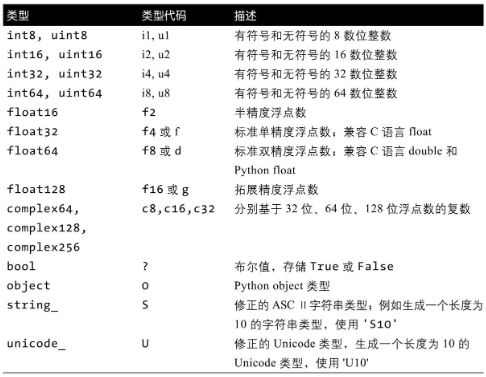 类型 类型代码 描述
int8, uint8 i1, u1 有符号和无符号的 8 数位整数
int16, uint16 i2, u2 有符号和无符号的 16 数位整数
int32, uint32 i4, u4 有符号和无符号的 32 数位整数
int64, uint64 i8, u8 有符号和无符号的 64 数位整数
float16 f2 半精度浮点数
float32 f4 或 f 标准单精度浮点数；兼容 C 语言 float
float64 f8 或 d 标准双精度浮点数；兼容 C 语言 double 和
Python float
float128 f16 或 g 拓展精度浮点数
complex64, c8,c16,c32 分别基于 32 位、64 位、128 位浮点数的复数
complex128,
complex256
bool ? 布尔值，存储 True 或 False
object O Python object 类型
string_ S 修正的 ASC Ⅱ字符串类型；例如生成一个长度为
10 的字符串类型，使用 'S10'
unicode_ U 修正的 Unicode 类型，生成一个长度为 10 的
Unicode 类型，使用 'U10'